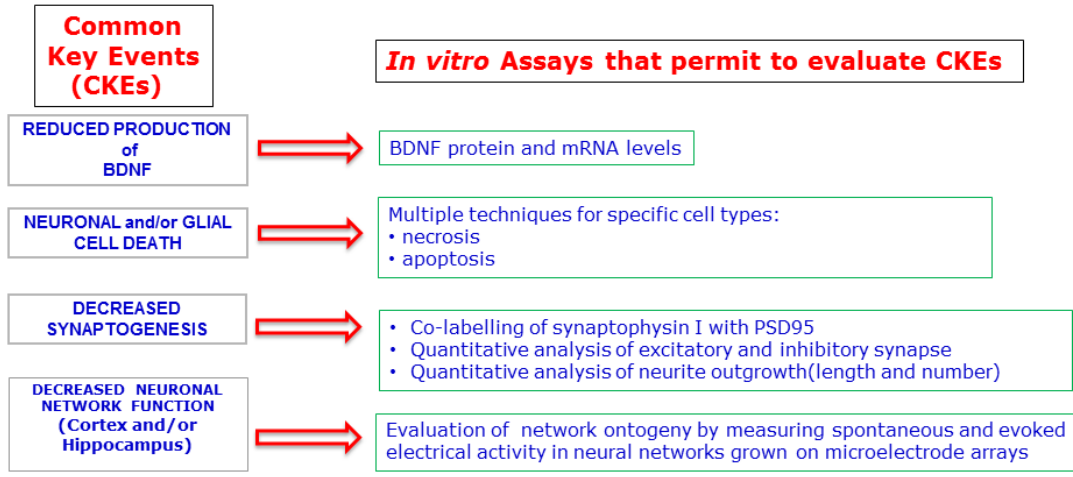 Common
Key Events
(CKEs)
In vitro Assays that permit to evaluate CKEs
REDUCED PRODUCTION
of
BDNF
BDNF protein and mRNA levels
NEURONAL and/or GLIAL
CELL DEATH
Multiple techniques for specific cell types:
• necrosis
• apoptosis
DECREASED
SYNAPTOGENESIS
• Co-labelling of synaptophysin I with PSD95
• Quantitative analysis of excitatory and inhibitory synapse
• Quantitative analysis of neurite outgrowth(length and number)
DECREASED NEURONAL
NETWORK FUNCTION
(Cortex and/or
Hippocampus)
Evaluation of network ontogeny by measuring spontaneous and evoked
electrical activity in neural networks grown on microelectrode arrays